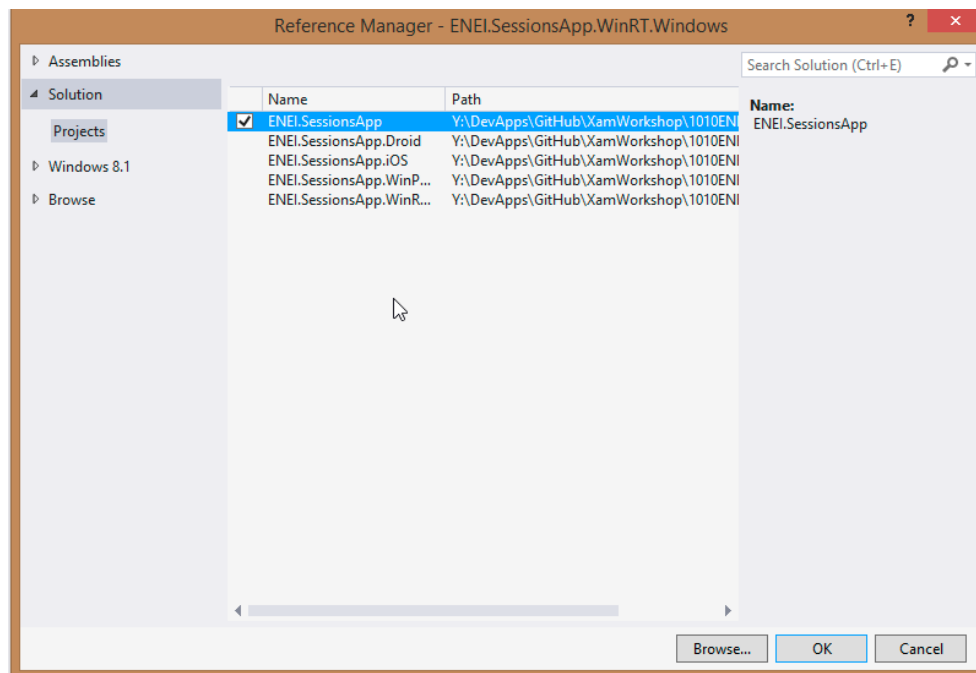 Reference Manager - ENEI.SessionsApp.WinRT.Windows
? ×
Assemblies
Solution
Projects
Windows 8.1
Browse
Name Path
ENEI.SessionsApp Y:\DevApps\GitHub\XamWorkshop\1010ENI
ENEI.SessionsApp.Droid Y:\DevApps\GitHub\XamWorkshop\1010ENI
ENEI.SessionsApp.iOS Y:\DevApps\GitHub\XamWorkshop\1010ENI
ENEI.SessionsApp.WinP... Y:\DevApps\GitHub\XamWorkshop\1010ENI
ENEI.SessionsApp.WinR... Y:\DevApps\GitHub\XamWorkshop\1010ENI
Search Solution (Ctrl+E)
Name:
ENEI.SessionsApp
Browse... OK Cancel